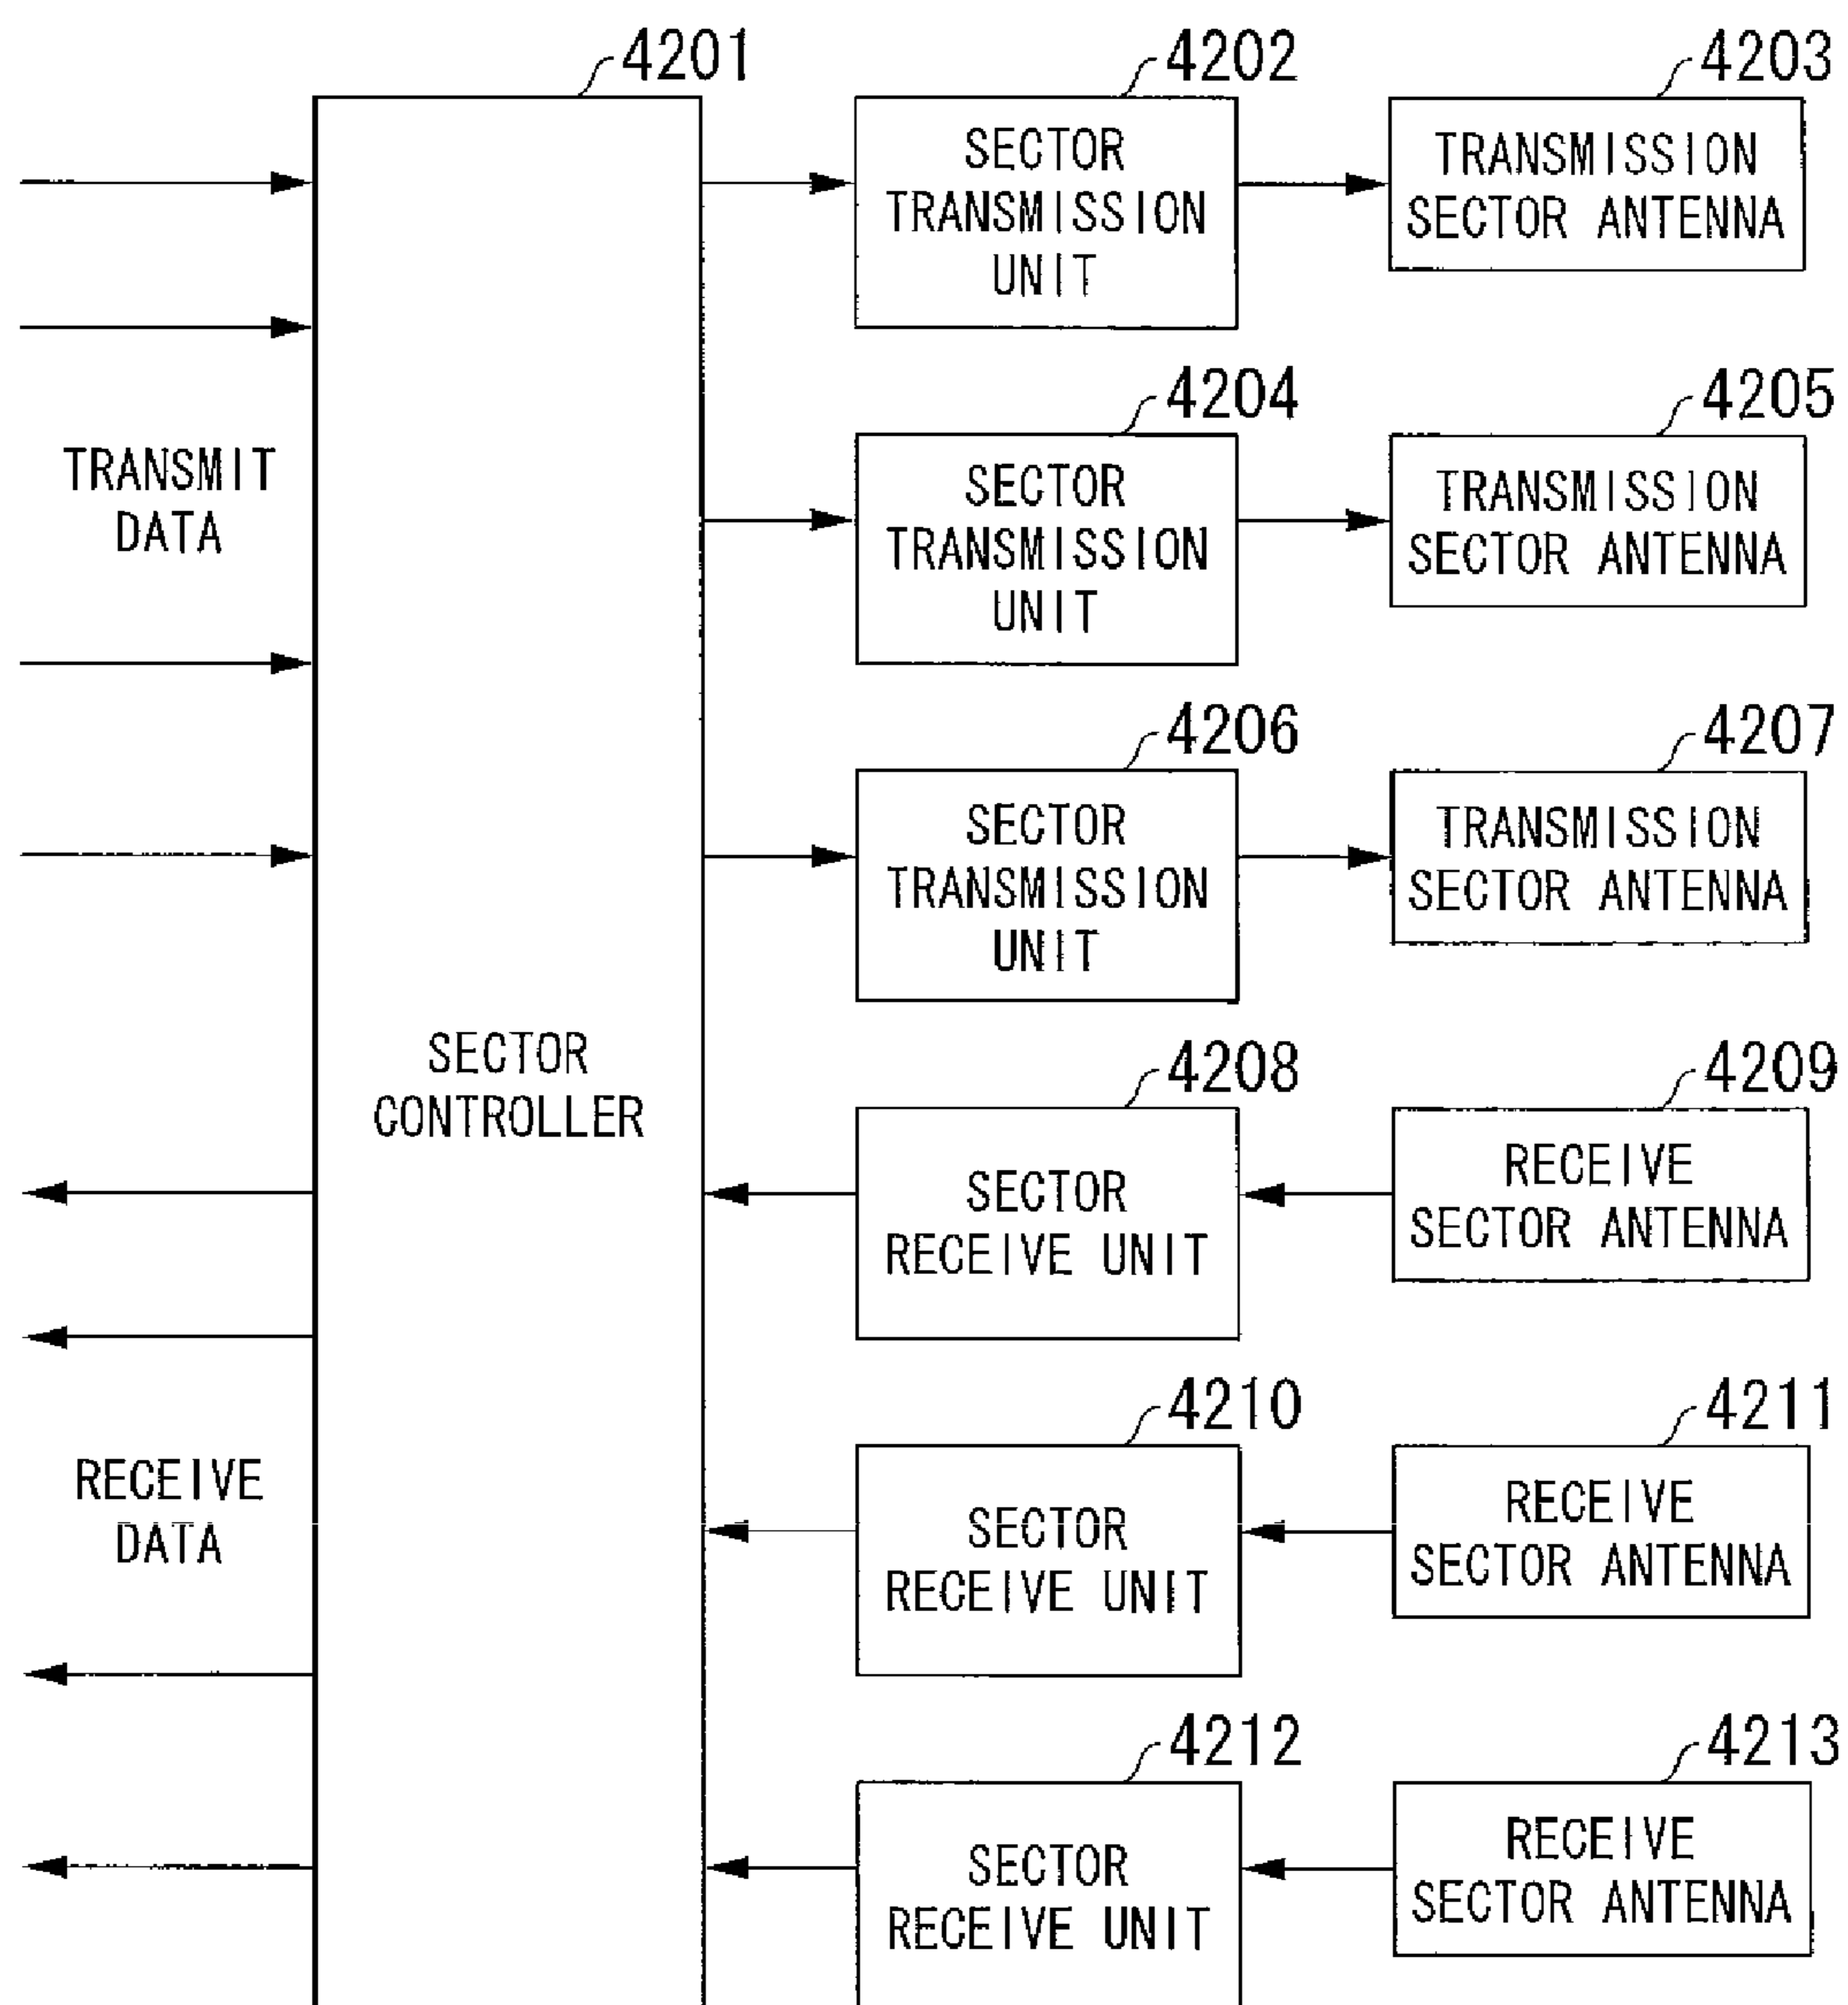 4201
4202
4203
SECTOR
TRANSMISSION
UNIT
TRANSMISSION
SECTOR ANTENNA
4204
4205
TRANSMIT
DATA
SECTOR
TRANSMISSION
UNIT
TRANSMISSION
SECTOR ANTENNA
4206
4207
SECTOR
TRANSMISSION
UNIT
TRANSMISSION
SECTOR ANTENNA
SECTOR
CONTROLLER
4208
4209
SECTOR
RECEIVE UNIT
RECEIVE
SECTOR ANTENNA
4210
4211
RECEIVE
DATA
SECTOR
RECEIVE UNIT
RECEIVE
SECTOR ANTENNA
4212
4213
SECTOR
RECEIVE UNIT
RECEIVE
SECTOR ANTENNA